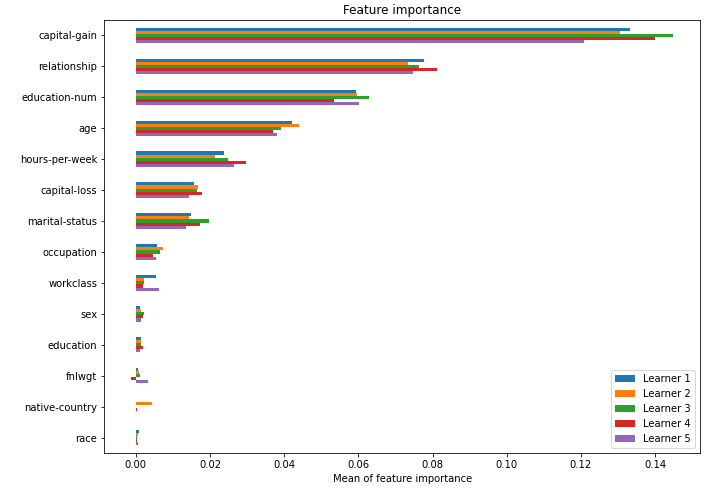 Feature importance
capital-gain
relationship
education-num
age
hours-per-week
capital-loss
marital-status
occupation
workclass
sex
education
fnlwgt
native-country
race
Learner 1
Learner 2
Learner 3
Learner 4
Learner 5
0.00 0.02 0.04 0.06 0.08 0.10 0.12 0.14
Mean of feature importance